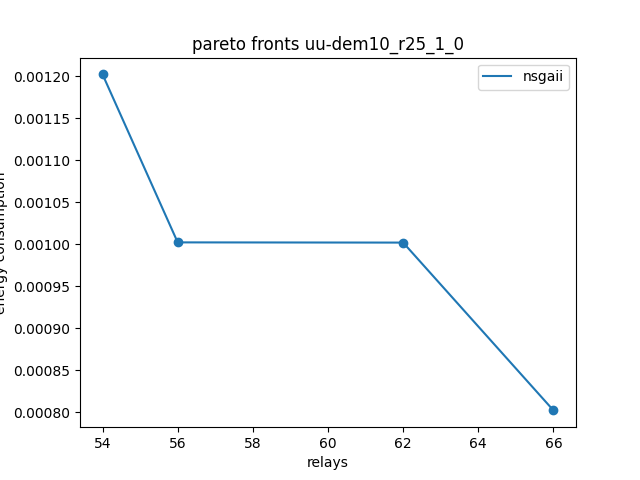 pareto fronts uu-dem10_r25_1_0
nsgaii
0.00120
0.00115
0.00110
0.00105
0.00100
0.00095
0.00090
0.00085
0.00080
energy consumption
54 56 58 60 62 64 66
relays